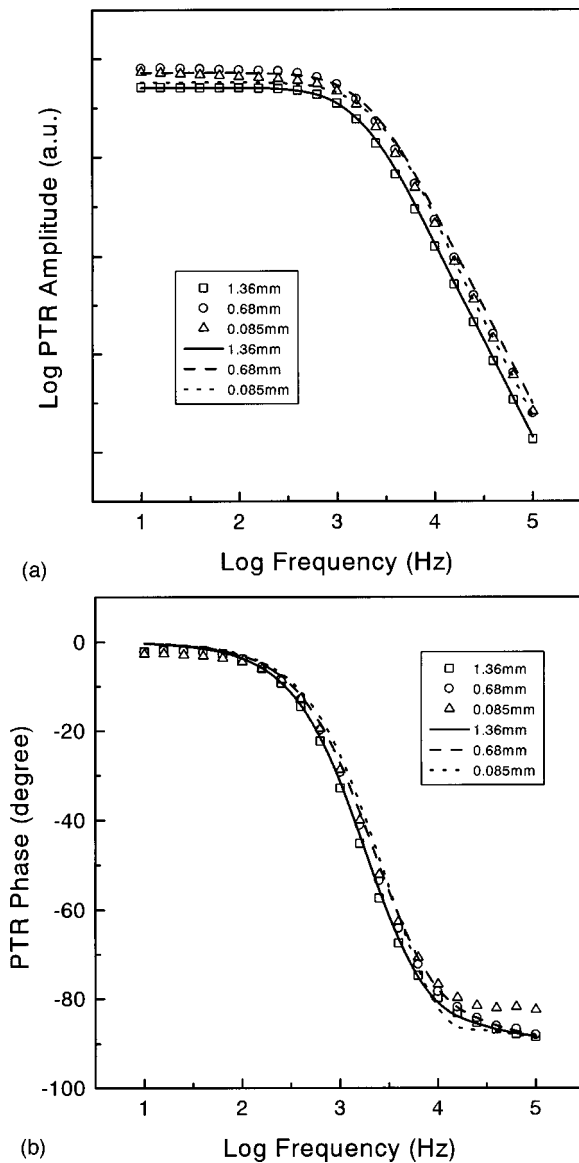 Log PTR Amplitude (a.u.)
1.36mm
0.68mm
0.085mm
1.36mm
0.68mm
0.085mm
1 2 3 4 5
Log Frequency (Hz)
(a)
PTR Phase (degree)
0
-20
-40
-60
-80
-100
1.36mm
0.68mm
0.085mm
1.36mm
0.68mm
0.085mm
1 2 3 4 5
Log Frequency (Hz)
(b)